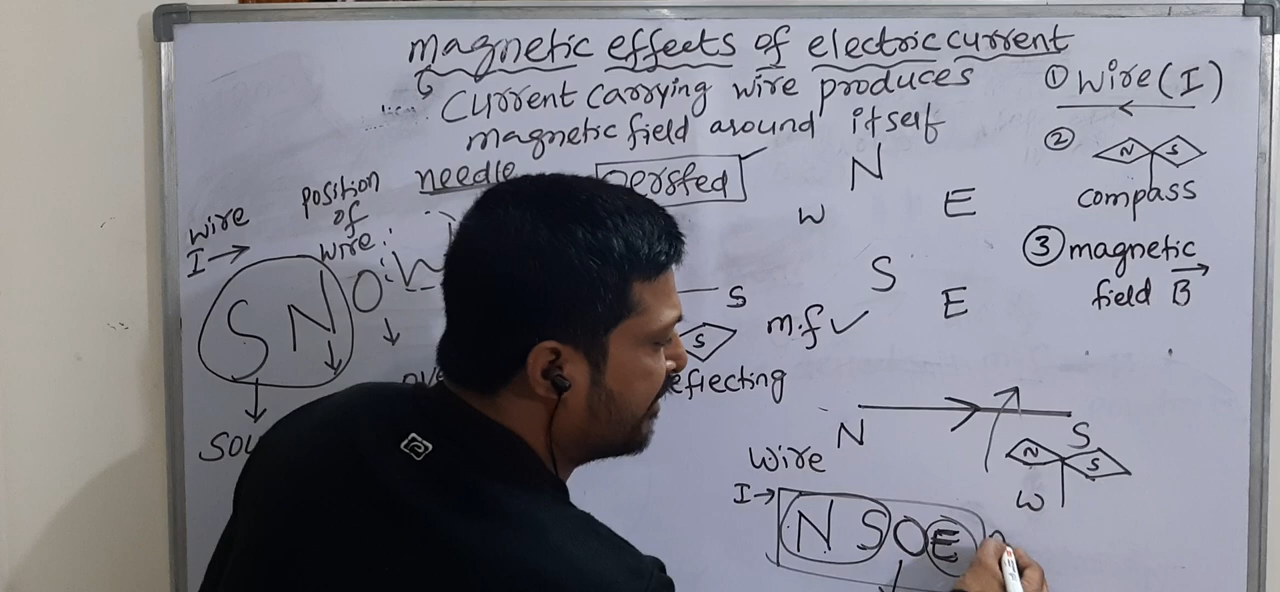 magnetic effects of electric current
current carrying wire produces
magnetic field around itself
needle oersted
position
of
wire
wire
I →
S N O W
N
W E
S
E
S
S
m.f ✓
deflecting
① Wire (I)
②
N S
compass
③ magnetic
field B
N S
N S
W
Wire
I →
N S O E